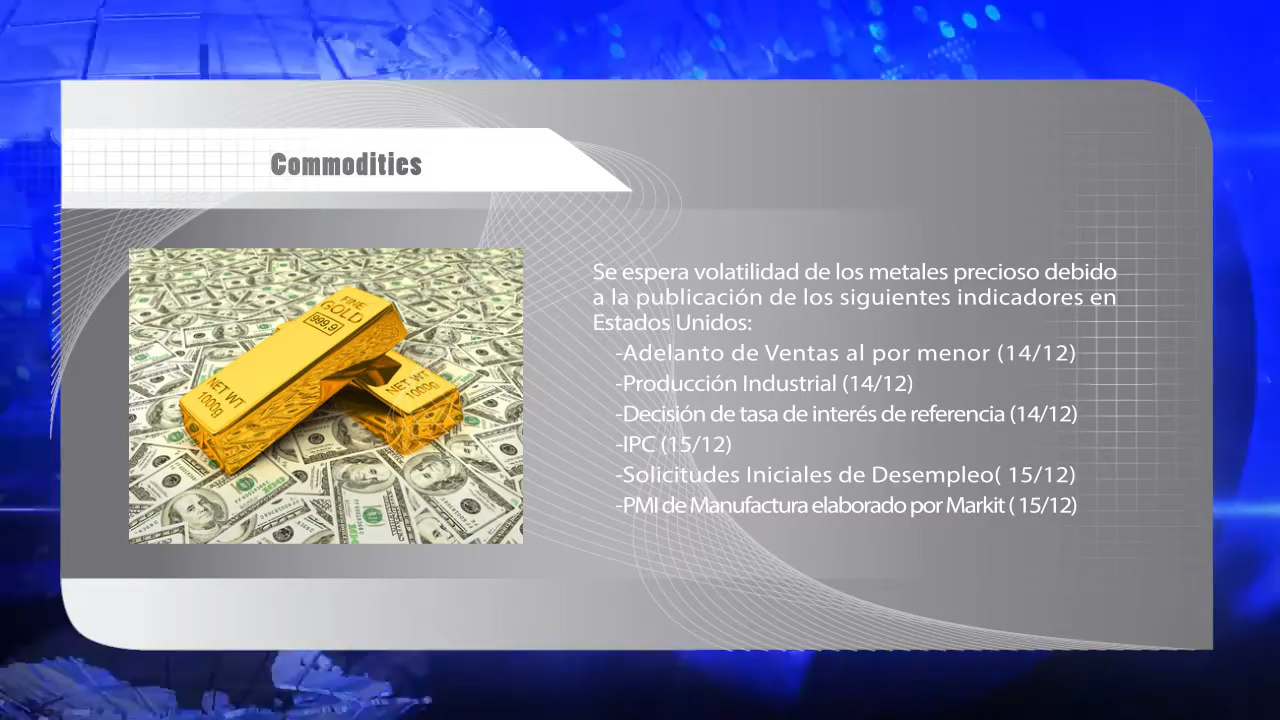 Commodities
FINE
GOLD
999,9
NET WT
1000g
NET WT
1000g
Se espera volatilidad de los metales precioso debido
a la publicación de los siguientes indicadores en
Estados Unidos:
-Adelanto de Ventas al por menor (14/12)
-Producción Industrial (14/12)
-Decisión de tasa de interés de referencia (14/12)
-IPC (15/12)
-Solicitudes Iniciales de Desempleo( 15/12)
-PMI de Manufactura elaborado por Markit ( 15/12)